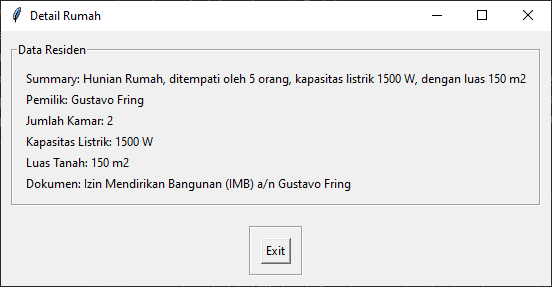 Detail Rumah
Data Residen
Summary: Hunian Rumah, ditempati oleh 5 orang, kapasitas listrik 1500 W, dengan luas 150 m2
Pemilik: Gustavo Fring
Jumlah Kamar: 2
Kapasitas Listrik: 1500 W
Luas Tanah: 150 m2
Dokumen: Izin Mendirikan Bangunan (IMB) a/n Gustavo Fring
Exit